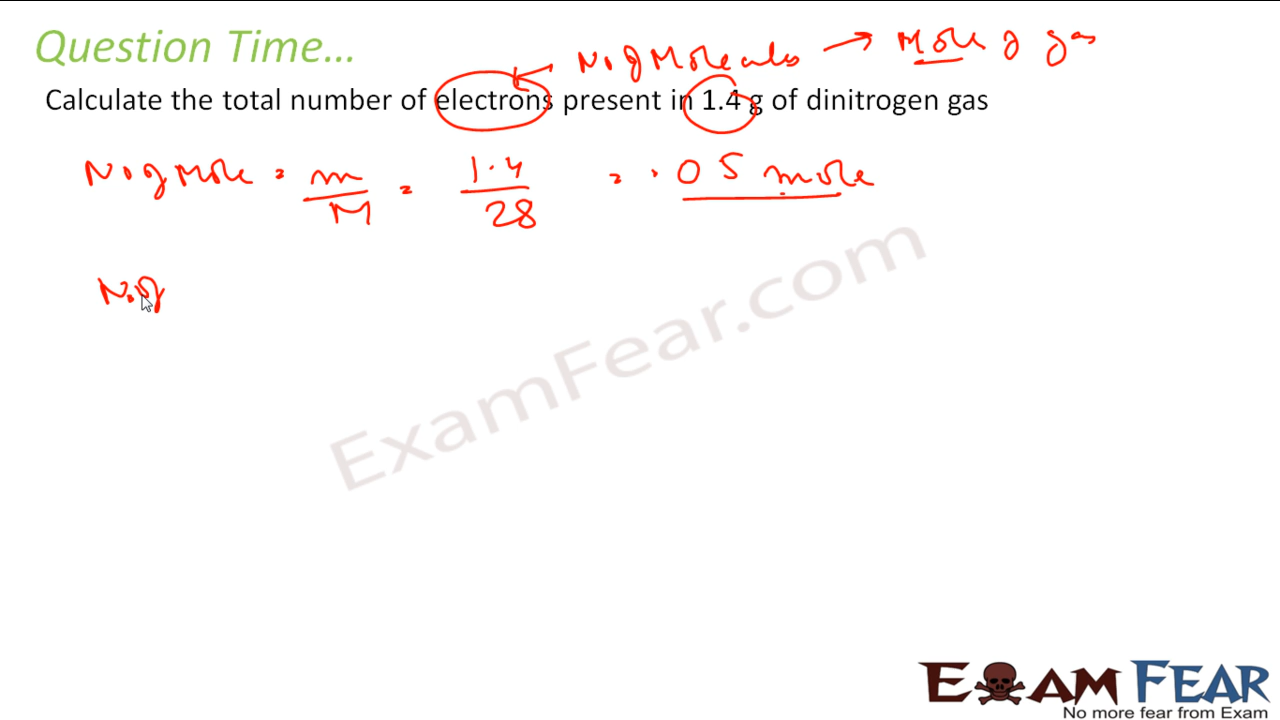 Question Time...
No of Molecules → Mole of gas
Calculate the total number of electrons present in 1.4 g of dinitrogen gas
No of Mole = m/M = 1.4/28 = .05 mole
No of
ExamFear.com
EXAM FEAR
No more fear from Exam